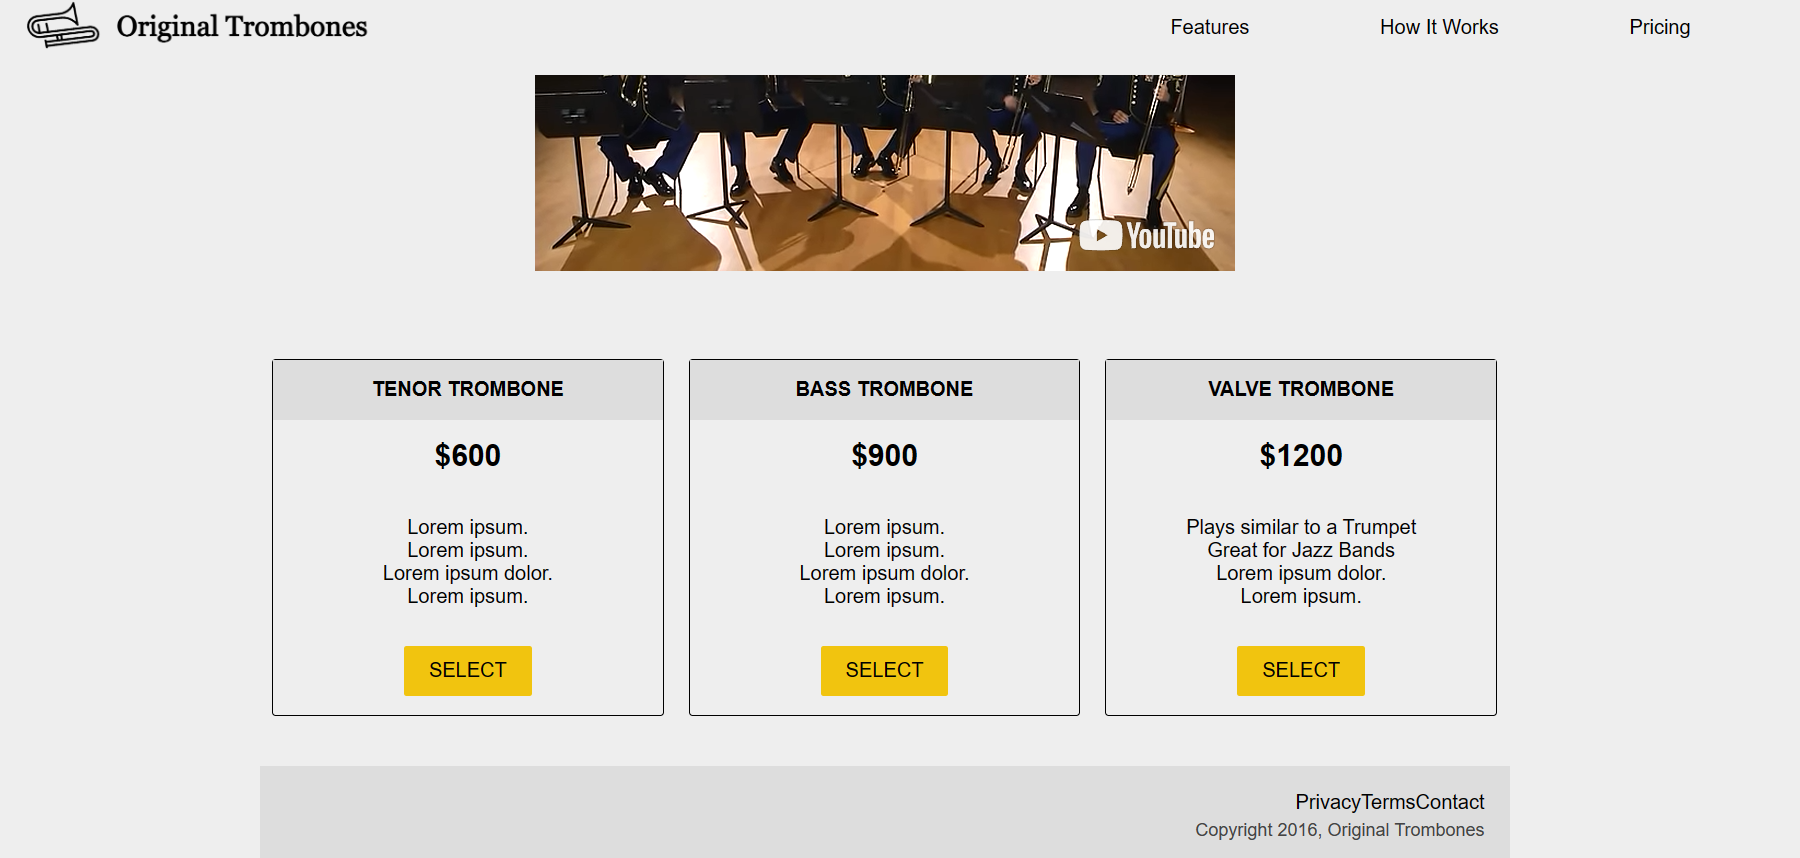 Original Trombones
Features
How It Works
Pricing
YouTube
TENOR TROMBONE
$600
Lorem ipsum.
Lorem ipsum.
Lorem ipsum dolor.
Lorem ipsum.
SELECT
BASS TROMBONE
$900
Lorem ipsum.
Lorem ipsum.
Lorem ipsum dolor.
Lorem ipsum.
SELECT
VALVE TROMBONE
$1200
Plays similar to a Trumpet
Great for Jazz Bands
Lorem ipsum dolor.
Lorem ipsum.
SELECT
PrivacyTermsContact
Copyright 2016, Original Trombones